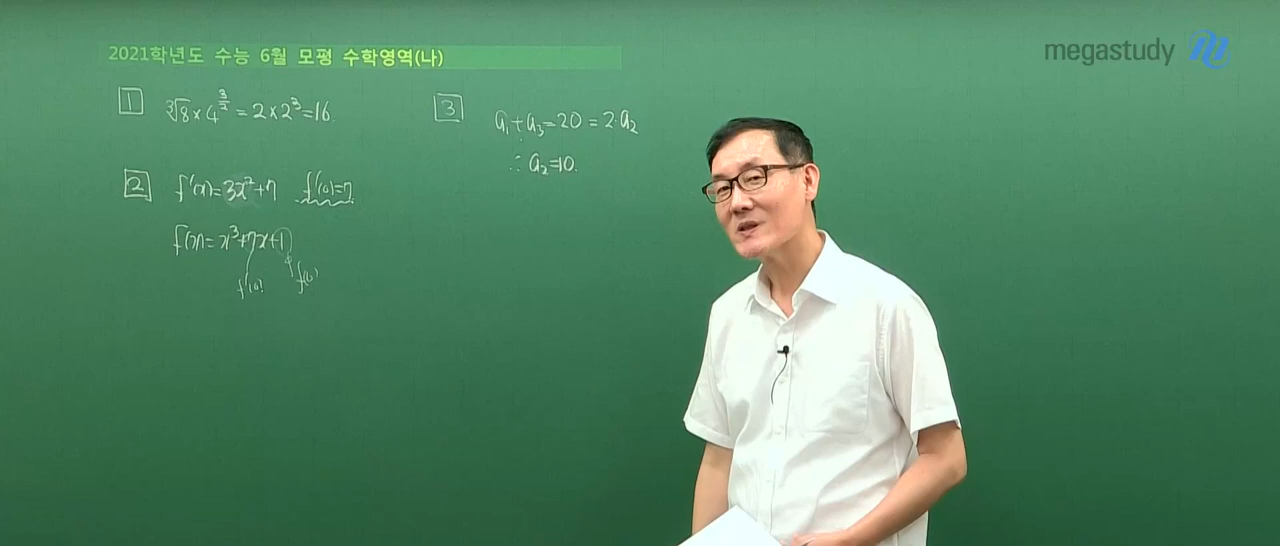 2021학년도 수능 6월 모평 수학영역(나)
megastudy
1 ∛8 × 4^(3/2) = 2 × 2³ = 16
2 f'(x) = 3x² + 7 f'(0) = 7
f(x) = x³ + 7x + 1
f'(0) f(0)
3 a₁ + a₃ = 20 = 2·a₂
∴ a₂ = 10.